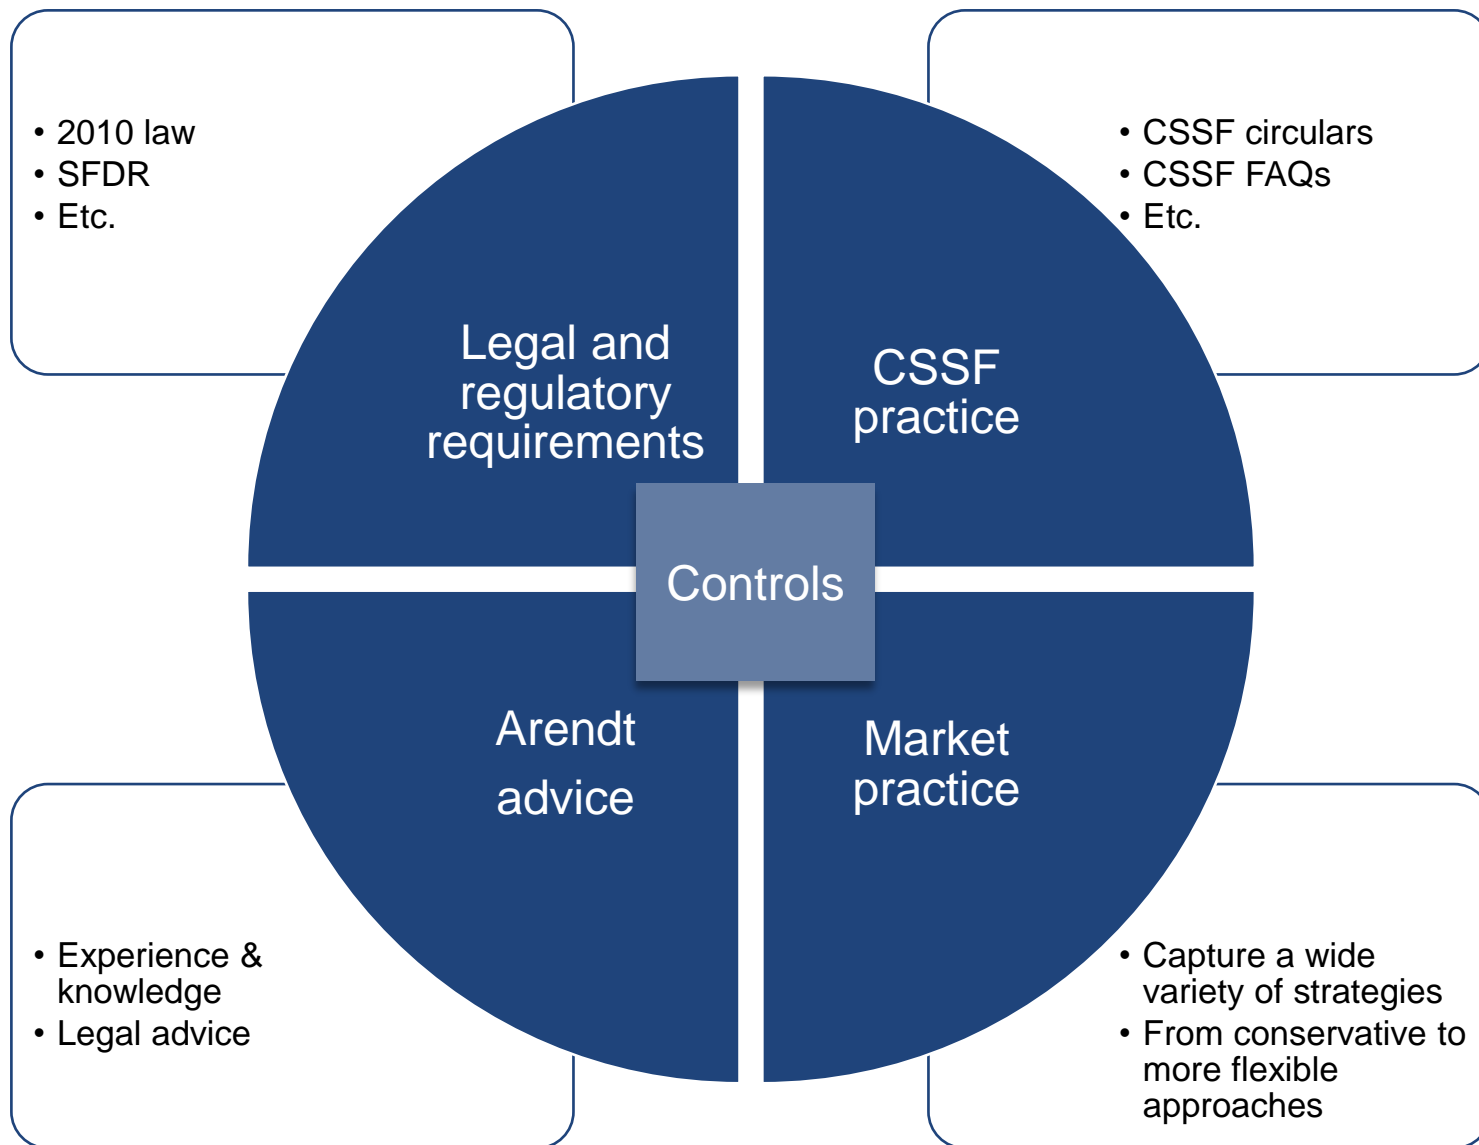 • 2010 law
• SFDR
• Etc.
• CSSF circulars
• CSSF FAQs
• Etc.
Legal and
regulatory
requirements
CSSF
practice
Controls
Arendt
advice
Market
practice
• Experience &
knowledge
• Legal advice
• Capture a wide
variety of strategies
• From conservative to
more flexible
approaches